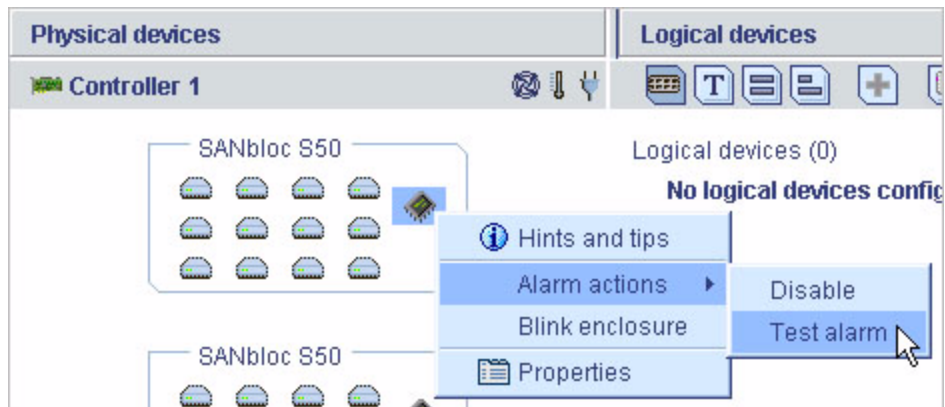 Physical devices
Logical devices
Controller 1
T
SANbloc S50
Logical devices (0)
No logical devices
Hints and tips
Alarm actions
Disable
Blink enclosure
Test alarm
SANbloc S50
Properties